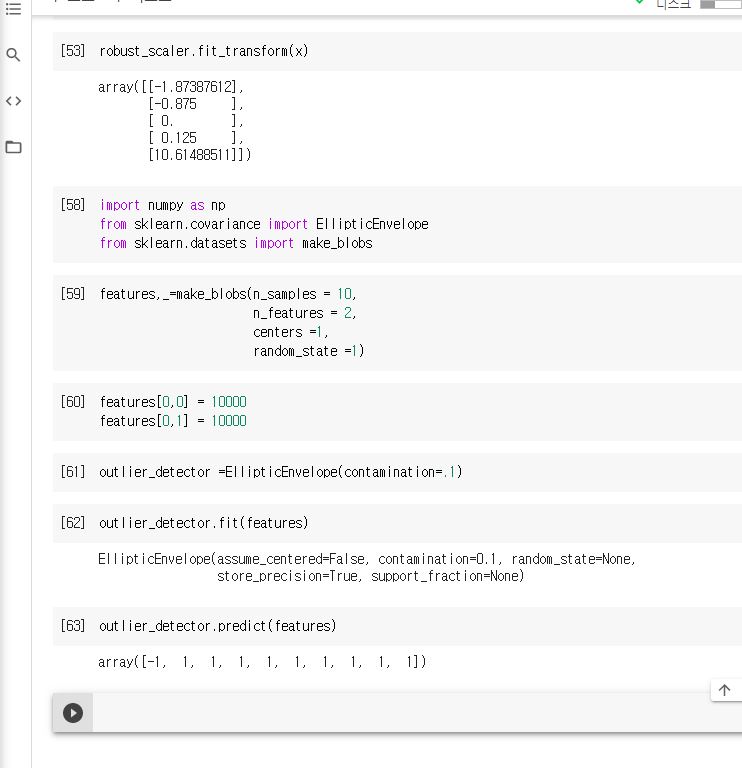 디스크
[53] robust_scaler.fit_transform(x)
array([[-1.87387612],
[-0.875     ],
[ 0.        ],
[ 0.125     ],
[10.61488511]])
[58] import numpy as np
from sklearn.covariance import EllipticEnvelope
from sklearn.datasets import make_blobs
[59] features,_=make_blobs(n_samples = 10,
n_features = 2,
centers =1,
random_state =1)
[60] features[0,0] = 10000
features[0,1] = 10000
[61] outlier_detector =EllipticEnvelope(contamination=.1)
[62] outlier_detector.fit(features)
EllipticEnvelope(assume_centered=False, contamination=0.1, random_state=None,
store_precision=True, support_fraction=None)
[63] outlier_detector.predict(features)
array([-1,  1,  1,  1,  1,  1,  1,  1,  1,  1])